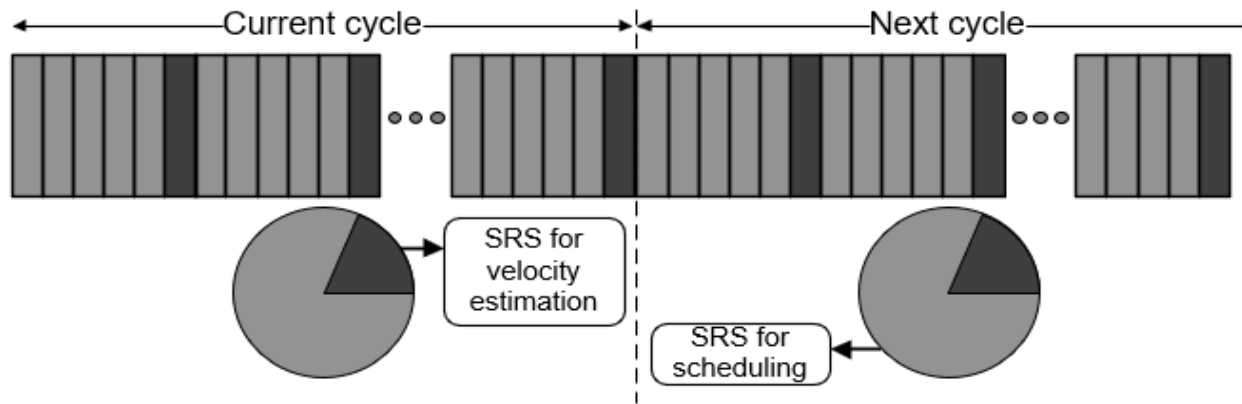 Current cycle
Next cycle
SRS for
velocity
estimation
SRS for
scheduling